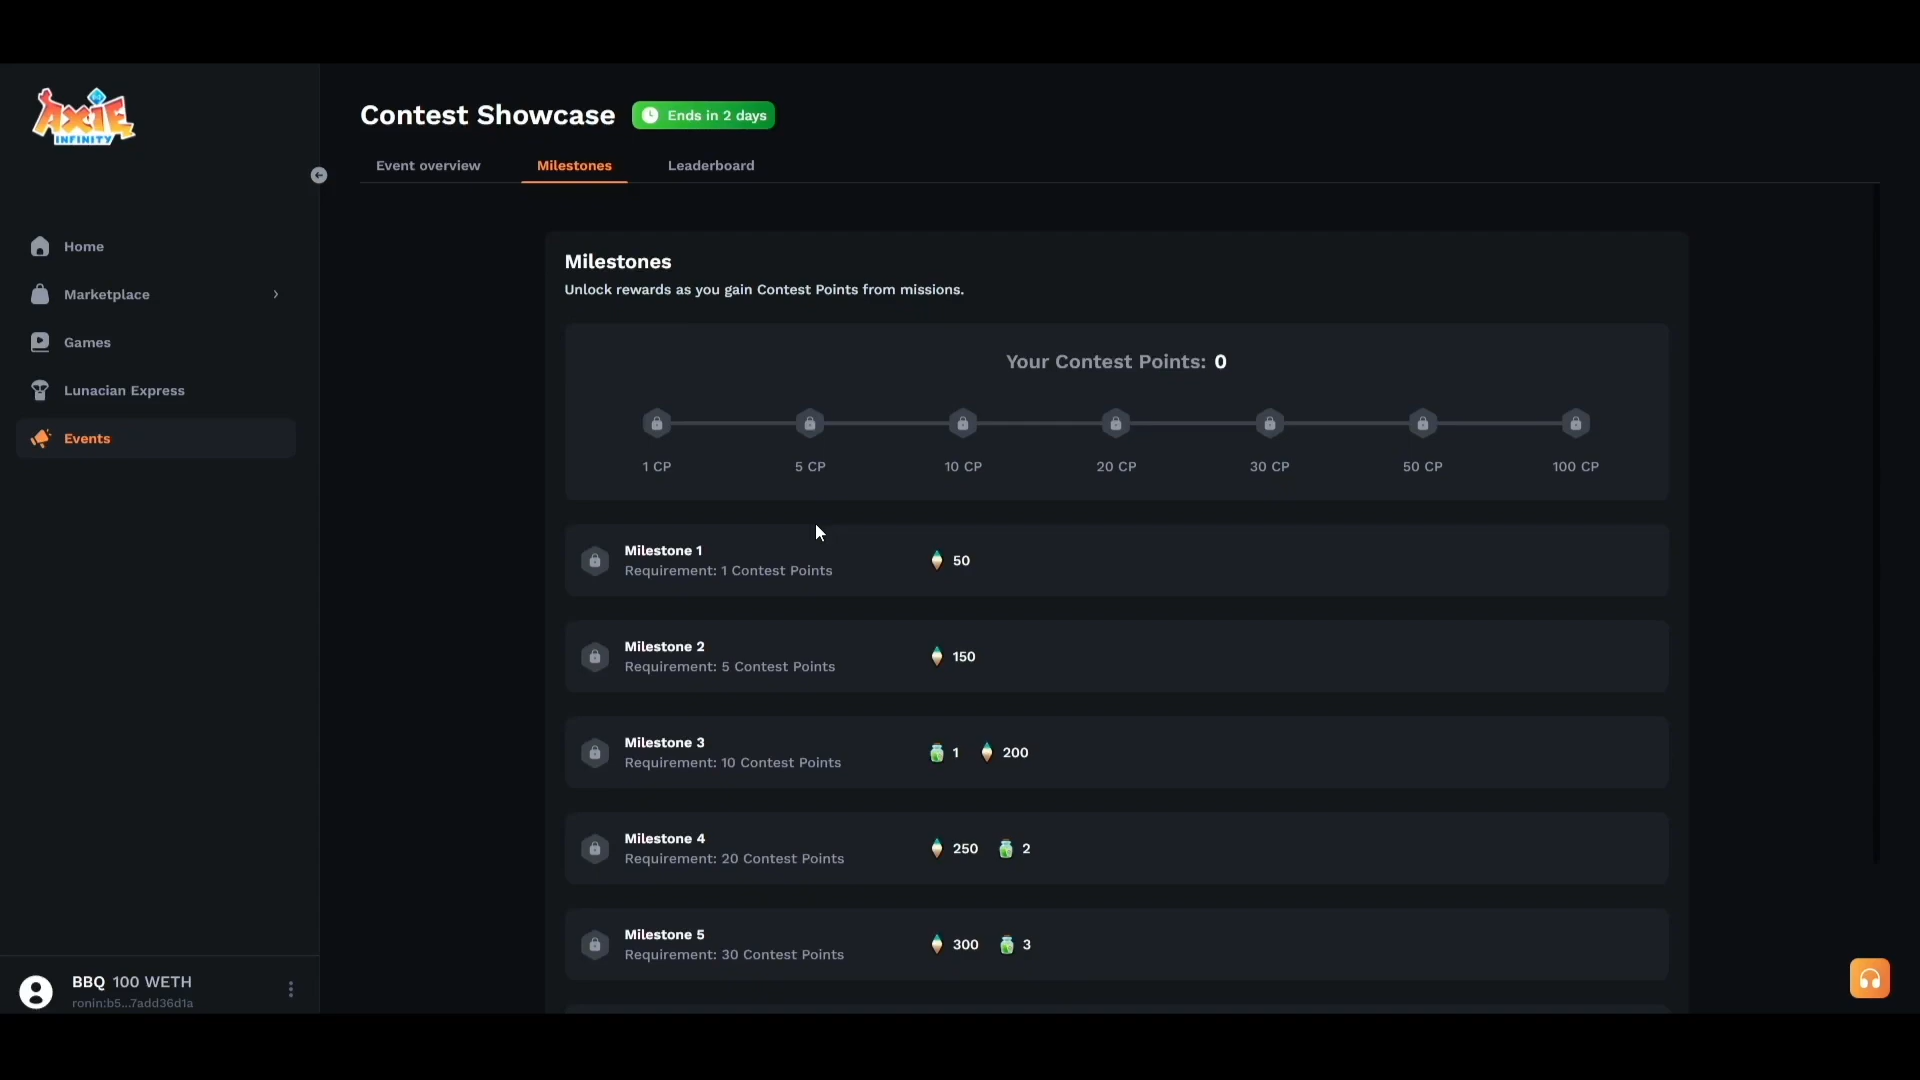 AXIE
INFINITY
Contest Showcase
Ends in 2 days
Event overview
Milestones
Leaderboard
Home
Marketplace
Games
Lunacian Express
Events
Milestones
Unlock rewards as you gain Contest Points from missions.
Your Contest Points: 0
1 CP
5 CP
10 CP
20 CP
30 CP
50 CP
100 CP
Milestone 1
Requirement: 1 Contest Points
50
Milestone 2
Requirement: 5 Contest Points
150
Milestone 3
Requirement: 10 Contest Points
1 200
Milestone 4
Requirement: 20 Contest Points
250 2
Milestone 5
Requirement: 30 Contest Points
300 3
BBQ 100 WETH
ronin:b5...7add36d1a